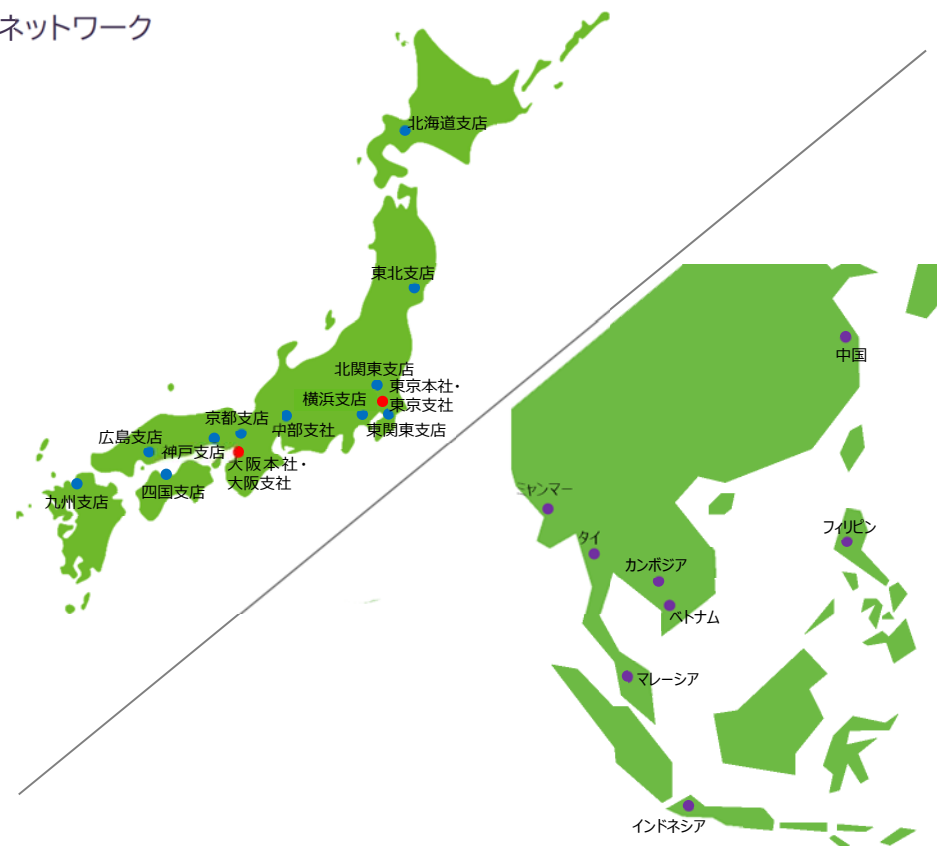 ネットワーク
北海道支店
東北支店
北関東支店
東京本社・
東京支社
横浜支店
東関東支店
中部支社
京都支店
広島支店
神戸支店
大阪本社・
大阪支社
四国支店
九州支店
中国
ミャンマー
フィリピン
タイ
カンボジア
ベトナム
マレーシア
インドネシア